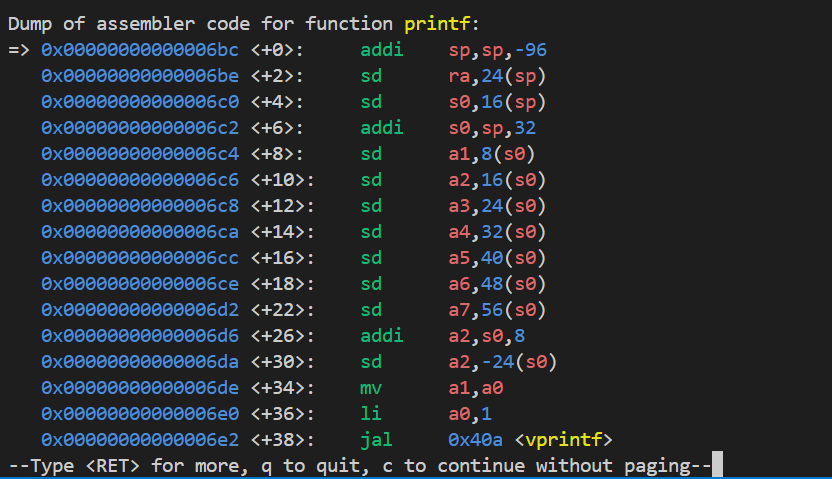 Dump of assembler code for function printf:
=> 0x00000000000006bc <+0>: addi sp,sp,-96
0x00000000000006be <+2>: sd ra,24(sp)
0x00000000000006c0 <+4>: sd s0,16(sp)
0x00000000000006c2 <+6>: addi s0,sp,32
0x00000000000006c4 <+8>: sd a1,8(s0)
0x00000000000006c6 <+10>: sd a2,16(s0)
0x00000000000006c8 <+12>: sd a3,24(s0)
0x00000000000006ca <+14>: sd a4,32(s0)
0x00000000000006cc <+16>: sd a5,40(s0)
0x00000000000006ce <+18>: sd a6,48(s0)
0x00000000000006d2 <+22>: sd a7,56(s0)
0x00000000000006d6 <+26>: addi a2,s0,8
0x00000000000006da <+30>: sd a2,-24(s0)
0x00000000000006de <+34>: mv a1,a0
0x00000000000006e0 <+36>: li a0,1
0x00000000000006e2 <+38>: jal 0x40a <vprintf>
--Type <RET> for more, q to quit, c to continue without paging--